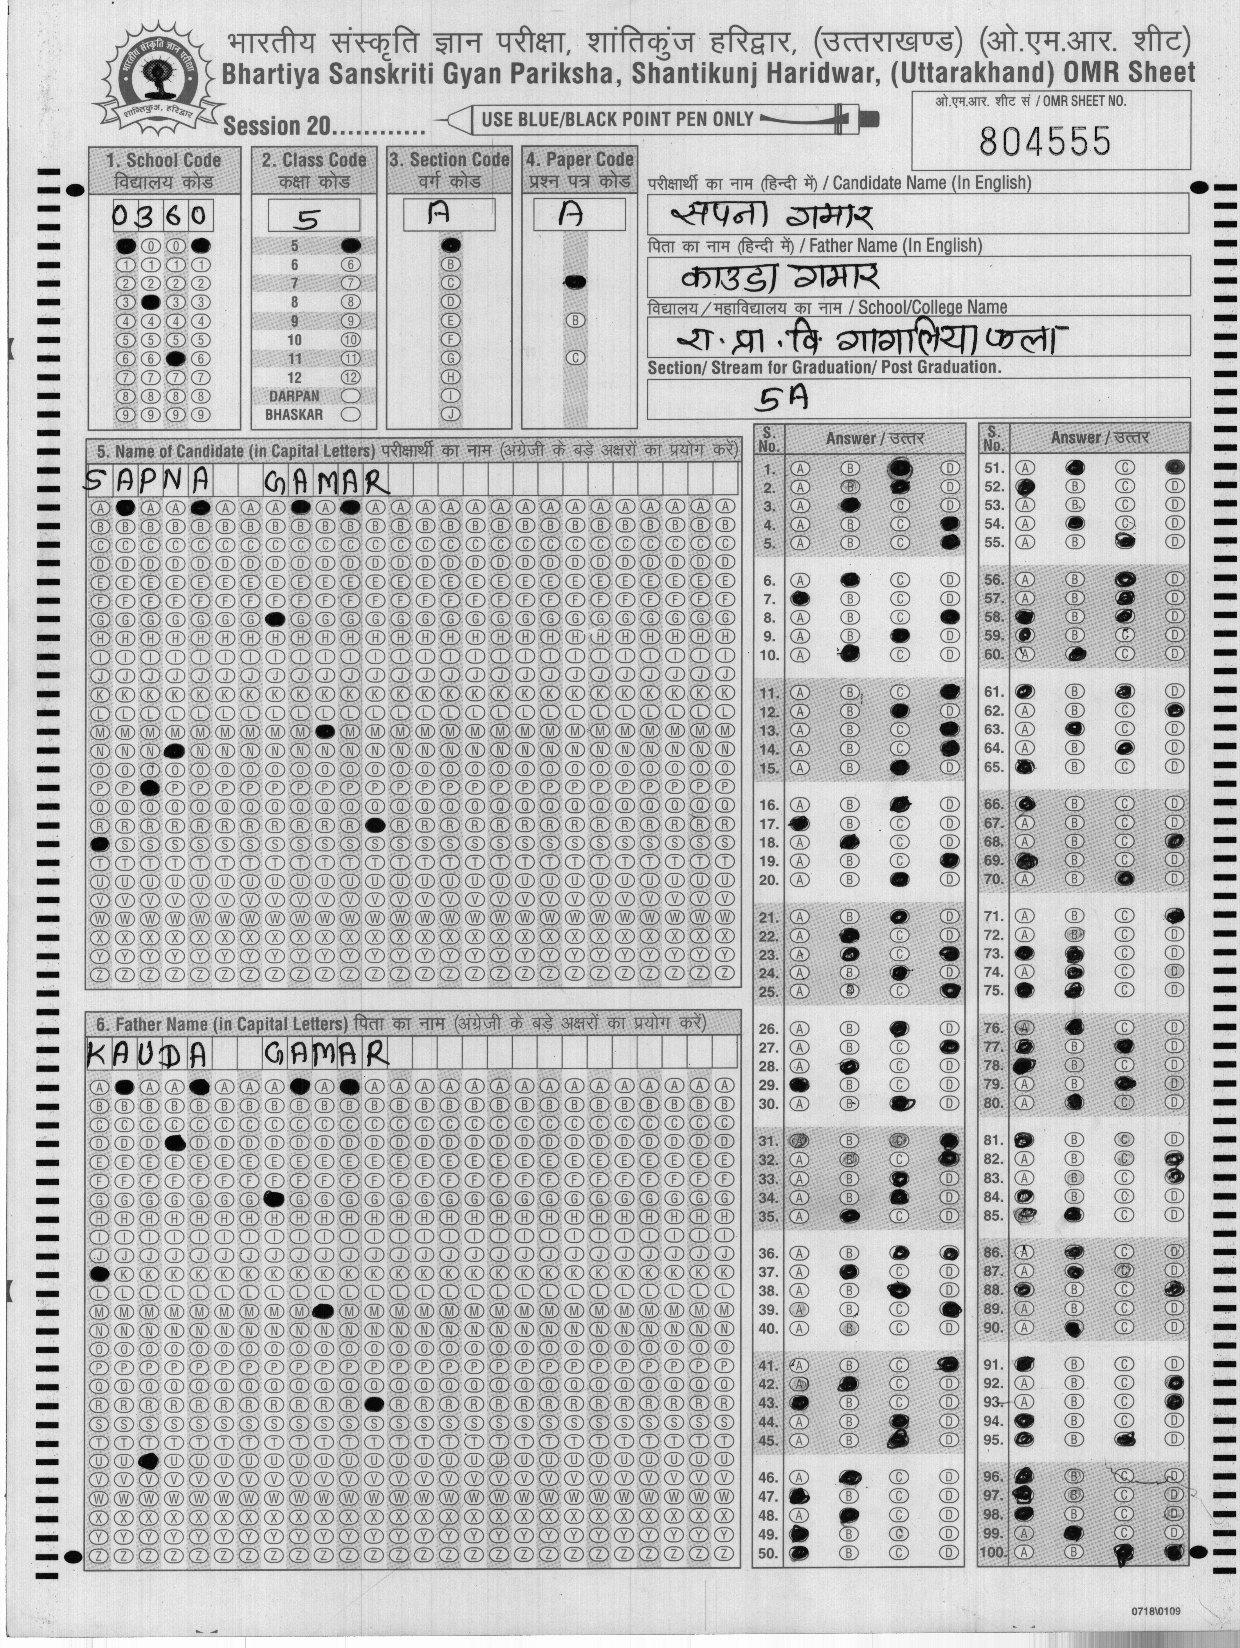 भारतीय संस्कृति ज्ञान परीक्षा, शांतिकुंज हरिद्वार, (उत्तराखण्ड) (ओ.एम.आर. शीट)
Bhartiya Sanskriti Gyan Pariksha, Shantikunj Haridwar, (Uttarakhand) OMR Sheet
Session 20............
USE BLUE/BLACK POINT PEN ONLY
ओ.एम.आर. शीट सं / OMR SHEET NO.
804555
1. School Code
विद्यालय कोड
0360
2. Class Code
कक्षा कोड
5
5
6
7
8
9
10
11
12
DARPAN
BHASKAR
3. Section Code
वर्ग कोड
A
4. Paper Code
प्रश्न पत्र कोड
A
परीक्षार्थी का नाम (हिन्दी में) / Candidate Name (In English)
सपना गमार
पिता का नाम (हिन्दी में) / Father Name (In English)
काउडा गमार
विद्यालय/महाविद्यालय का नाम / School/College Name
रा. प्रा. वि. गागलिया फला
Section/ Stream for Graduation/ Post Graduation.
5A
5. Name of Candidate (in Capital Letters) परीक्षार्थी का नाम (अंग्रेजी के बड़े अक्षरों का प्रयोग करें)
SAPNA GAMAR
6. Father Name (in Capital Letters) पिता का नाम (अंग्रेजी के बड़े अक्षरों का प्रयोग करें)
KAUDA GAMAR
S. No. Answer / उत्तर
S. No. Answer / उत्तर
0718\0109